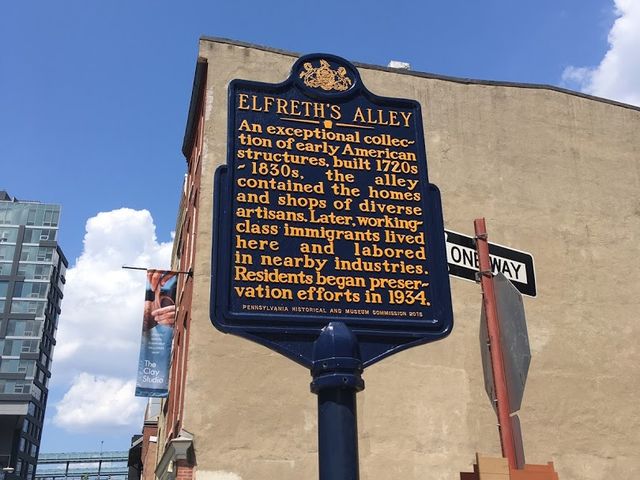 ELFRETH'S ALLEY
An exceptional collec-
tion of early American
structures, built 1720s
- 1830s, the alley
contained the homes
and shops of diverse
artisans. Later, working-
class immigrants lived
here and labored
in nearby industries.
Residents began preser-
vation efforts in 1934.
PENNSYLVANIA HISTORICAL AND MUSEUM COMMISSION 2015
ONE WAY
The
Clay
Studio